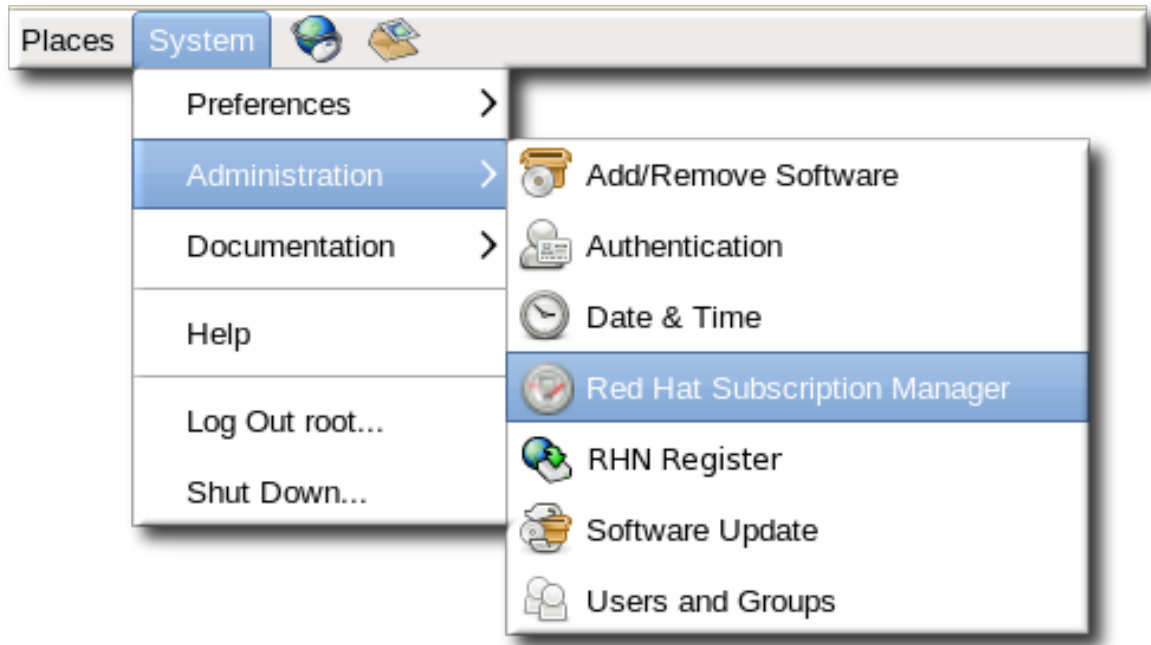 Places System
Preferences
Administration
Documentation
Help
Log Out root...
Shut Down...
Add/Remove Software
Authentication
Date & Time
Red Hat Subscription Manager
RHN Register
Software Update
Users and Groups